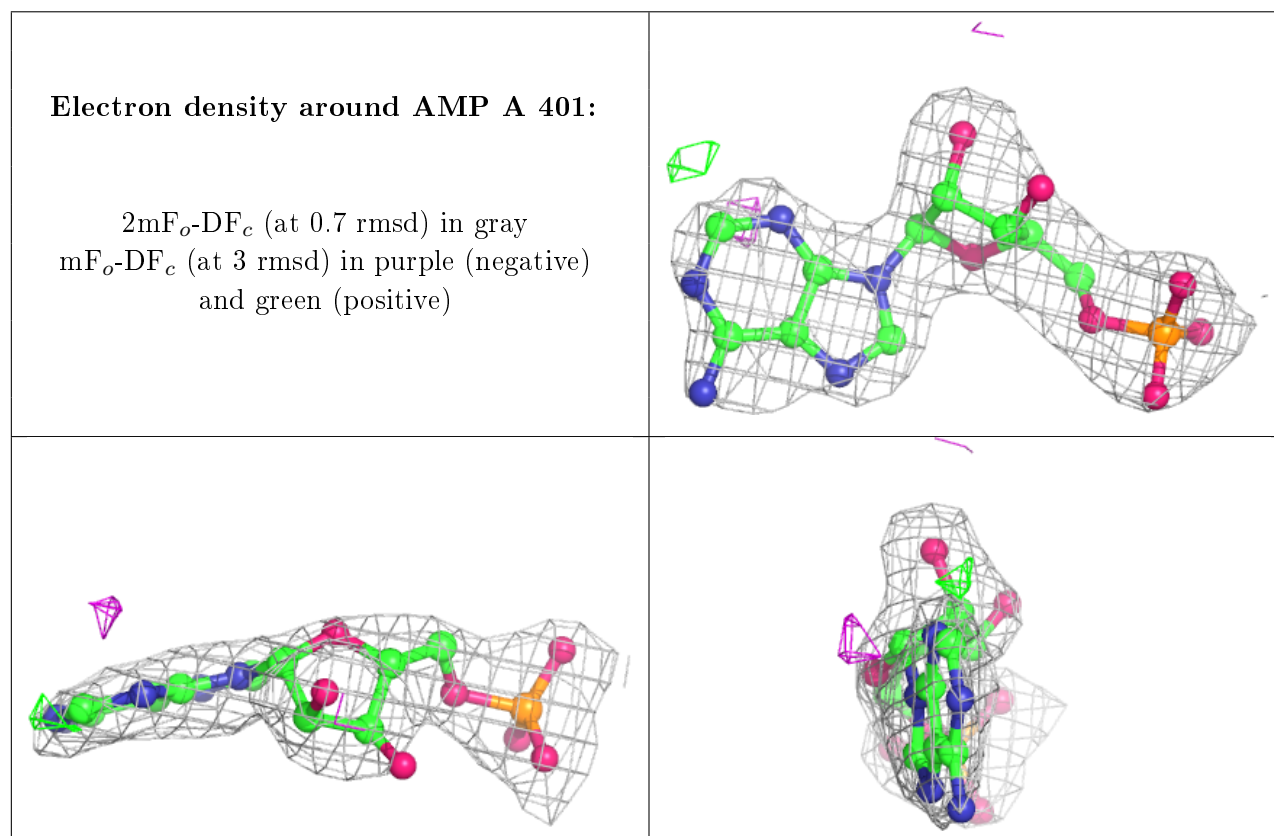 Electron density around AMP A 401:
2mFo-DFc (at 0.7 rmsd) in gray
mFo-DFc (at 3 rmsd) in purple (negative)
and green (positive)